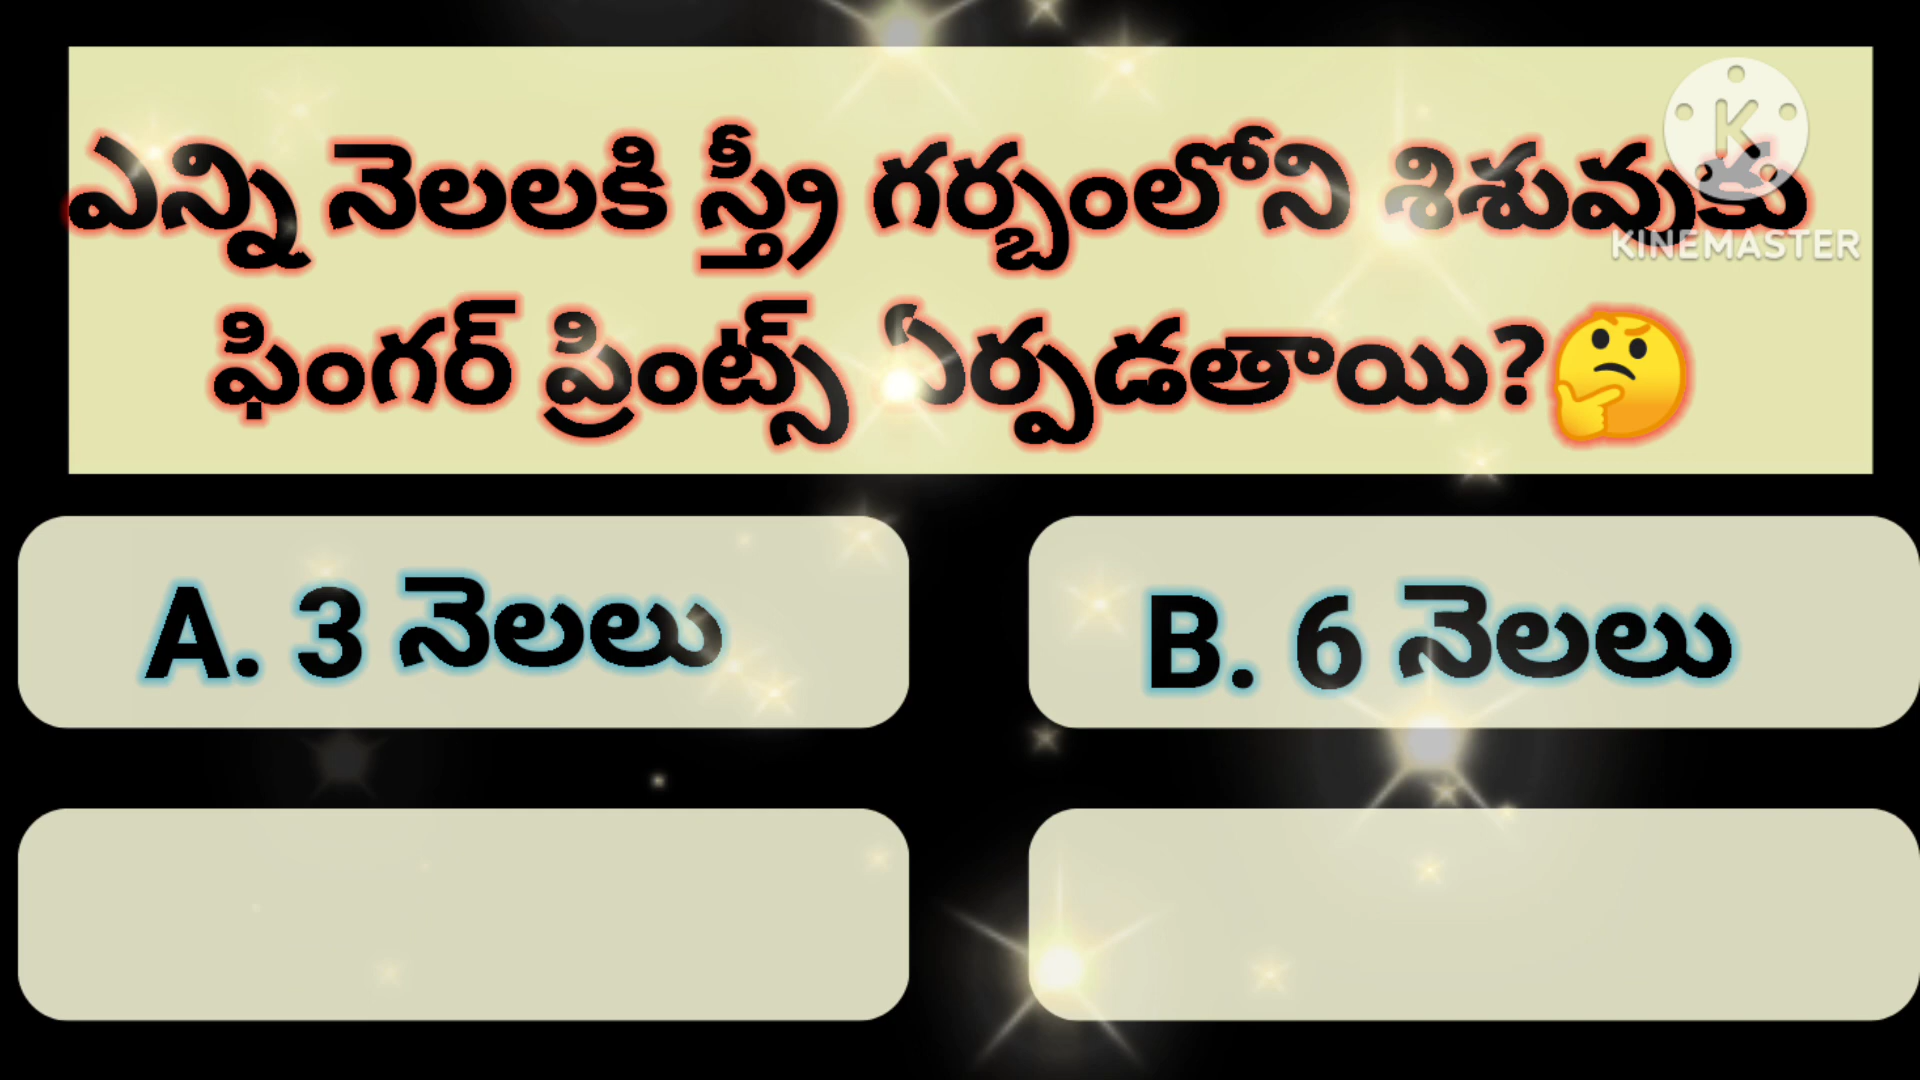 ఎన్ని నెలలకి స్త్రీ గర్బంలోని శిశువుకు
KINEMASTER
ఫింగర్ ప్రింట్స్ ఏర్పడతాయి?🤔
A. 3 నెలలు
B. 6 నెలలు